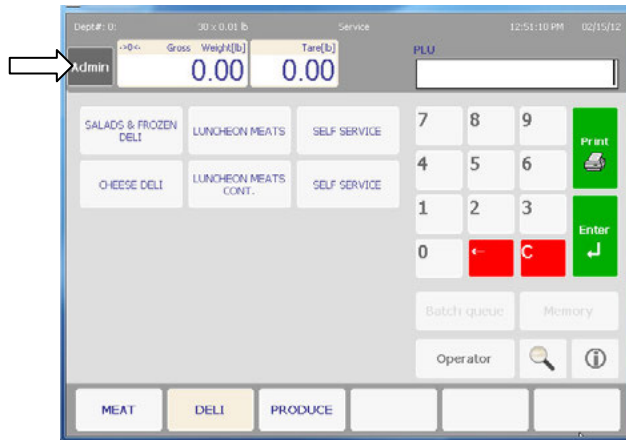 Dept#: 0: 30 x 0.01 lb Service 12:51:10 PM 02/15/12
Admin ->0<- Gross Weight[lb] Tare[lb] PLU
0.00 0.00
SALADS & FROZEN DELI LUNCHEON MEATS SELF SERVICE
CHEESE DELI LUNCHEON MEATS CONT. SELF SERVICE
7 8 9 Print
4 5 6
1 2 3 Enter
0 ← C ↵
Batch queue Memory
Operator
MEAT DELI PRODUCE